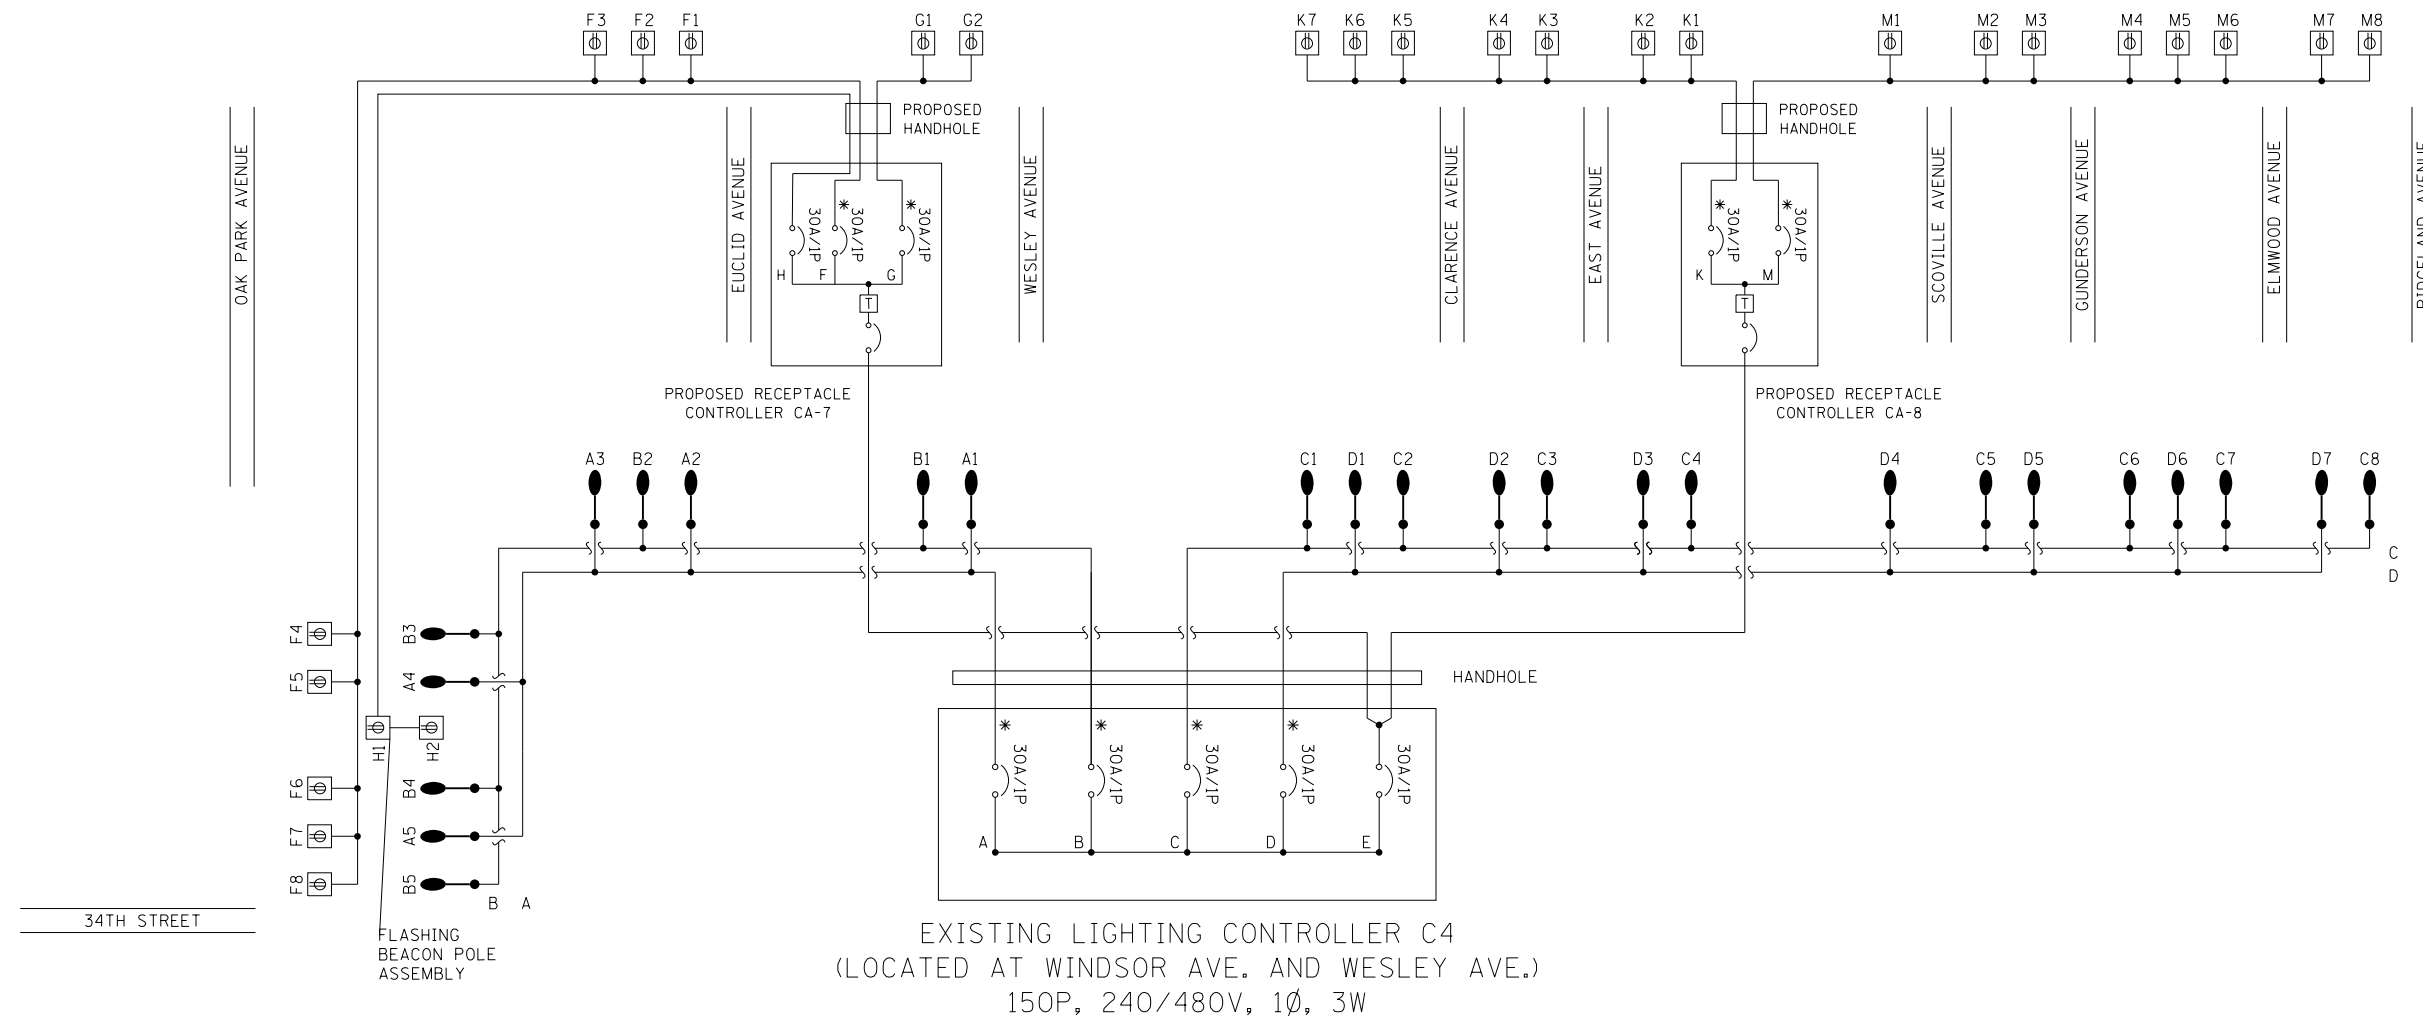 F3 F2 F1 G1 G2 K7 K6 K5 K4 K3 K2 K1 M1 M2 M3 M4 M5 M6 M7 M8
PROPOSED
HANDHOLE
PROPOSED
HANDHOLE
OAK PARK AVENUE
EUCLID AVENUE
WESLEY AVENUE
CLARENCE AVENUE
EAST AVENUE
SCOVILLE AVENUE
GUNDERSON AVENUE
ELMWOOD AVENUE
* * * *
30A/1P 30A/1P 30A/1P 30A/1P 30A/1P
H F G K M
T T
PROPOSED RECEPTACLE
CONTROLLER CA-7
PROPOSED RECEPTACLE
CONTROLLER CA-8
A3 B2 A2 B1 A1 C1 D1 C2 D2 C3 D3 C4 D4 C5 D5 C6 D6 C7 D7 C8
C
D
F4 B3
F5 A4
H1 H2
F6 B4
F7 A5
F8 B5
B A
HANDHOLE
* * * *
30A/1P 30A/1P 30A/1P 30A/1P 30A/1P
A B C D E
34TH STREET
FLASHING
BEACON POLE
ASSEMBLY
EXISTING LIGHTING CONTROLLER C4
(LOCATED AT WINDSOR AVE. AND WESLEY AVE.)
150P, 240/480V, 1Ø, 3W